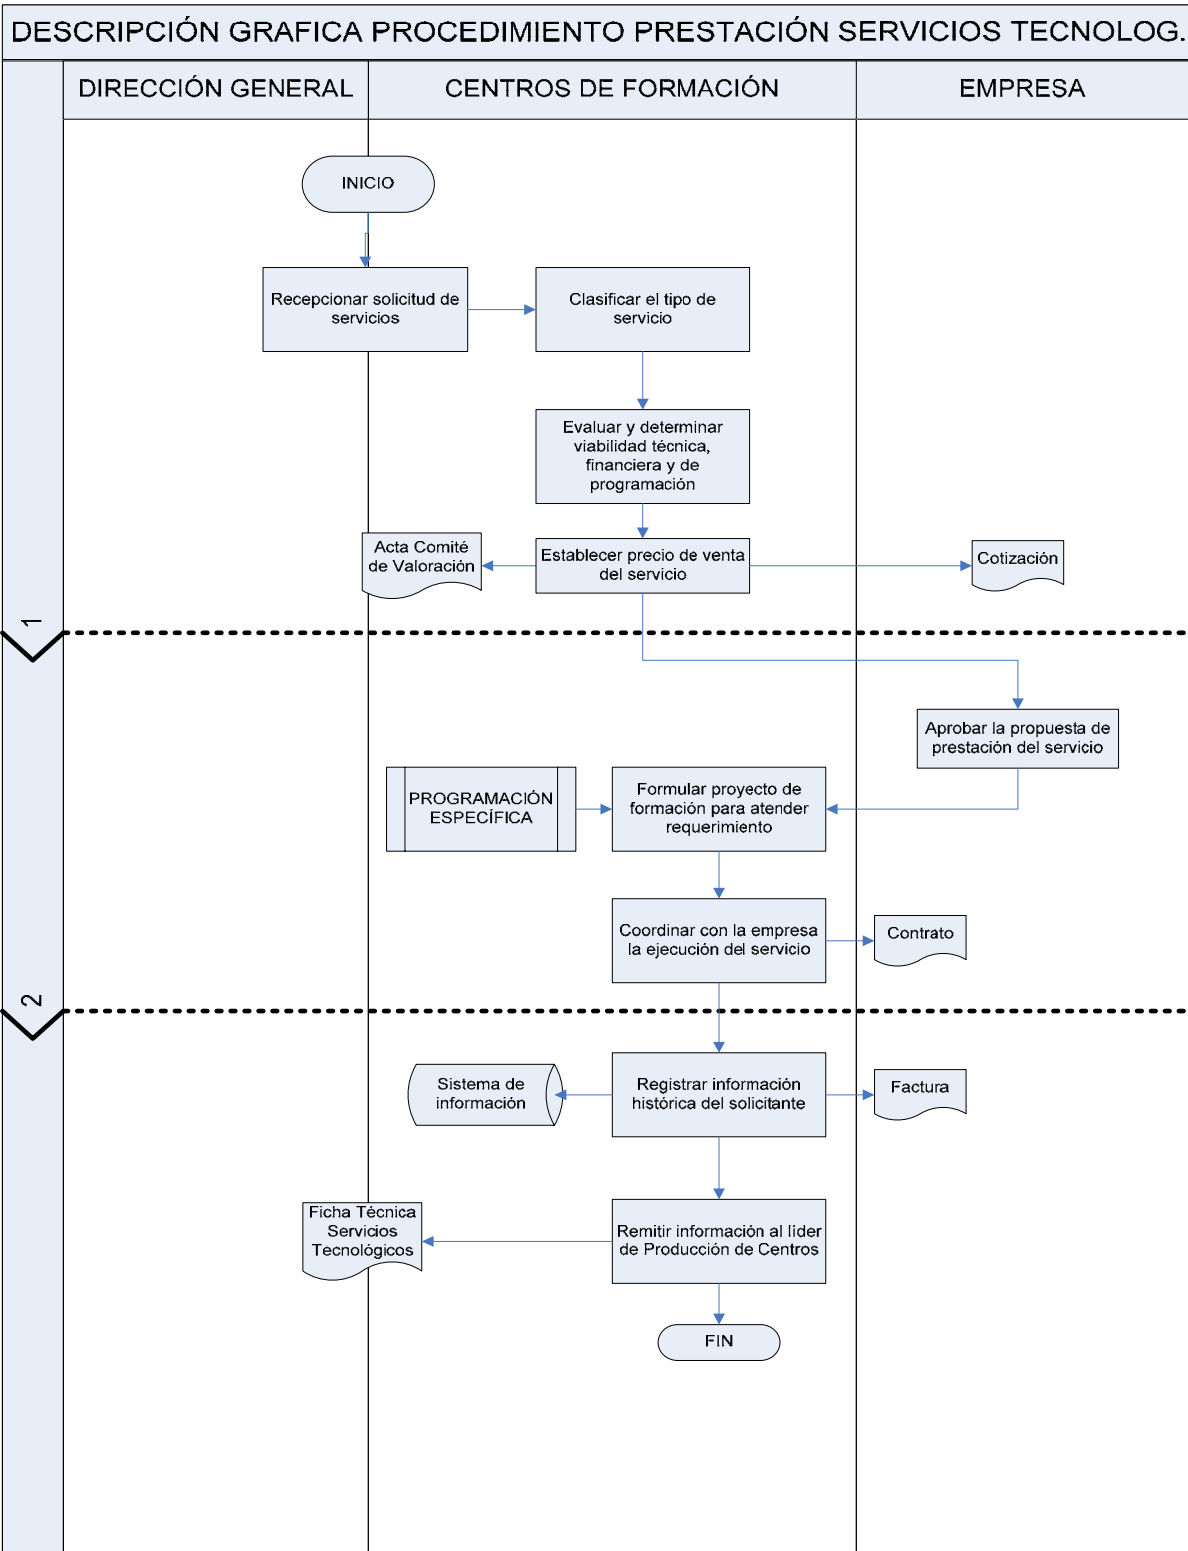 DESCRIPCIÓN GRAFICA PROCEDIMIENTO PRESTACIÓN SERVICIOS TECNOLOG.
DIRECCIÓN GENERAL
CENTROS DE FORMACIÓN
EMPRESA
INICIO
Recepcionar solicitud de
servicios
Clasificar el tipo de
servicio
Evaluar y determinar
viabilidad técnica,
financiera y de
programación
Acta Comité
de Valoración
Establecer precio de venta
del servicio
Cotización
1
Aprobar la propuesta de
prestación del servicio
PROGRAMACIÓN
ESPECÍFICA
Formular proyecto de
formación para atender
requerimiento
Coordinar con la empresa
la ejecución del servicio
Contrato
2
Sistema de
información
Registrar información
histórica del solicitante
Factura
Ficha Técnica
Servicios
Tecnológicos
Remitir información al líder
de Producción de Centros
FIN